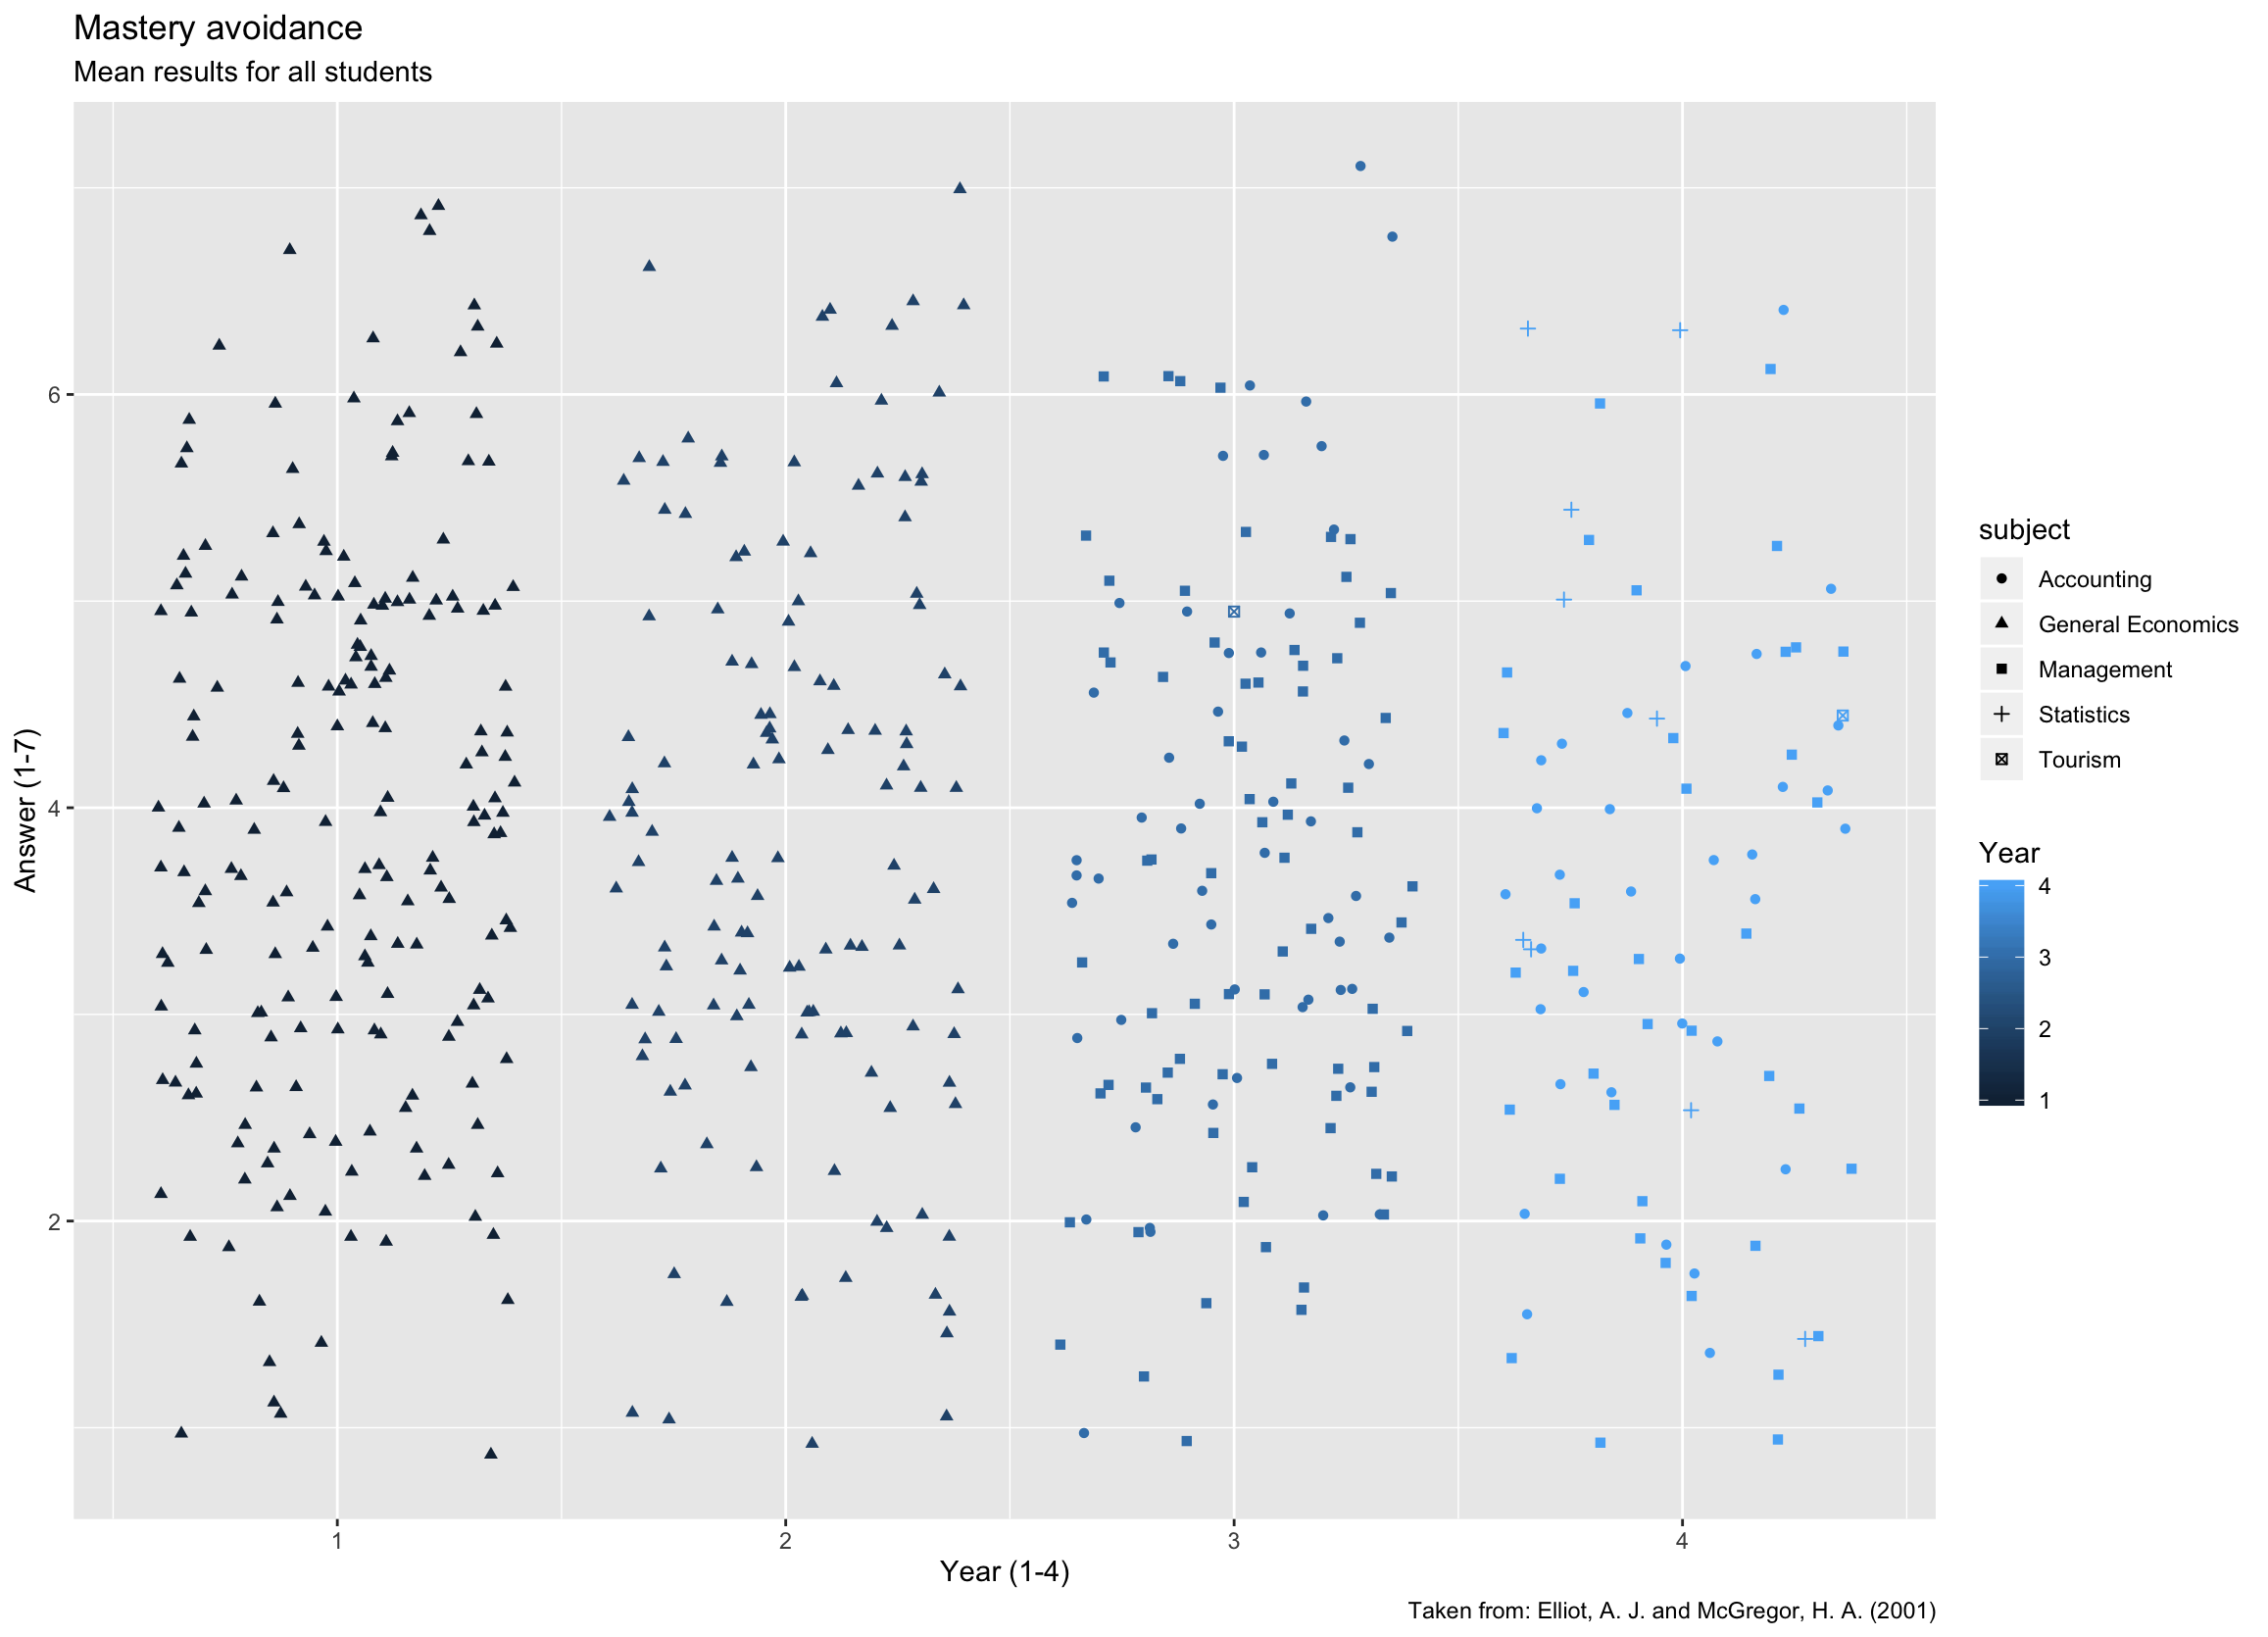 Mastery avoidance
Mean results for all students
Answer (1-7)
6
4
2
1
2
3
4
Year (1-4)
subject
Accounting
General Economics
Management
Statistics
Tourism
Year
4
3
2
1
Taken from: Elliot, A. J. and McGregor, H. A. (2001)